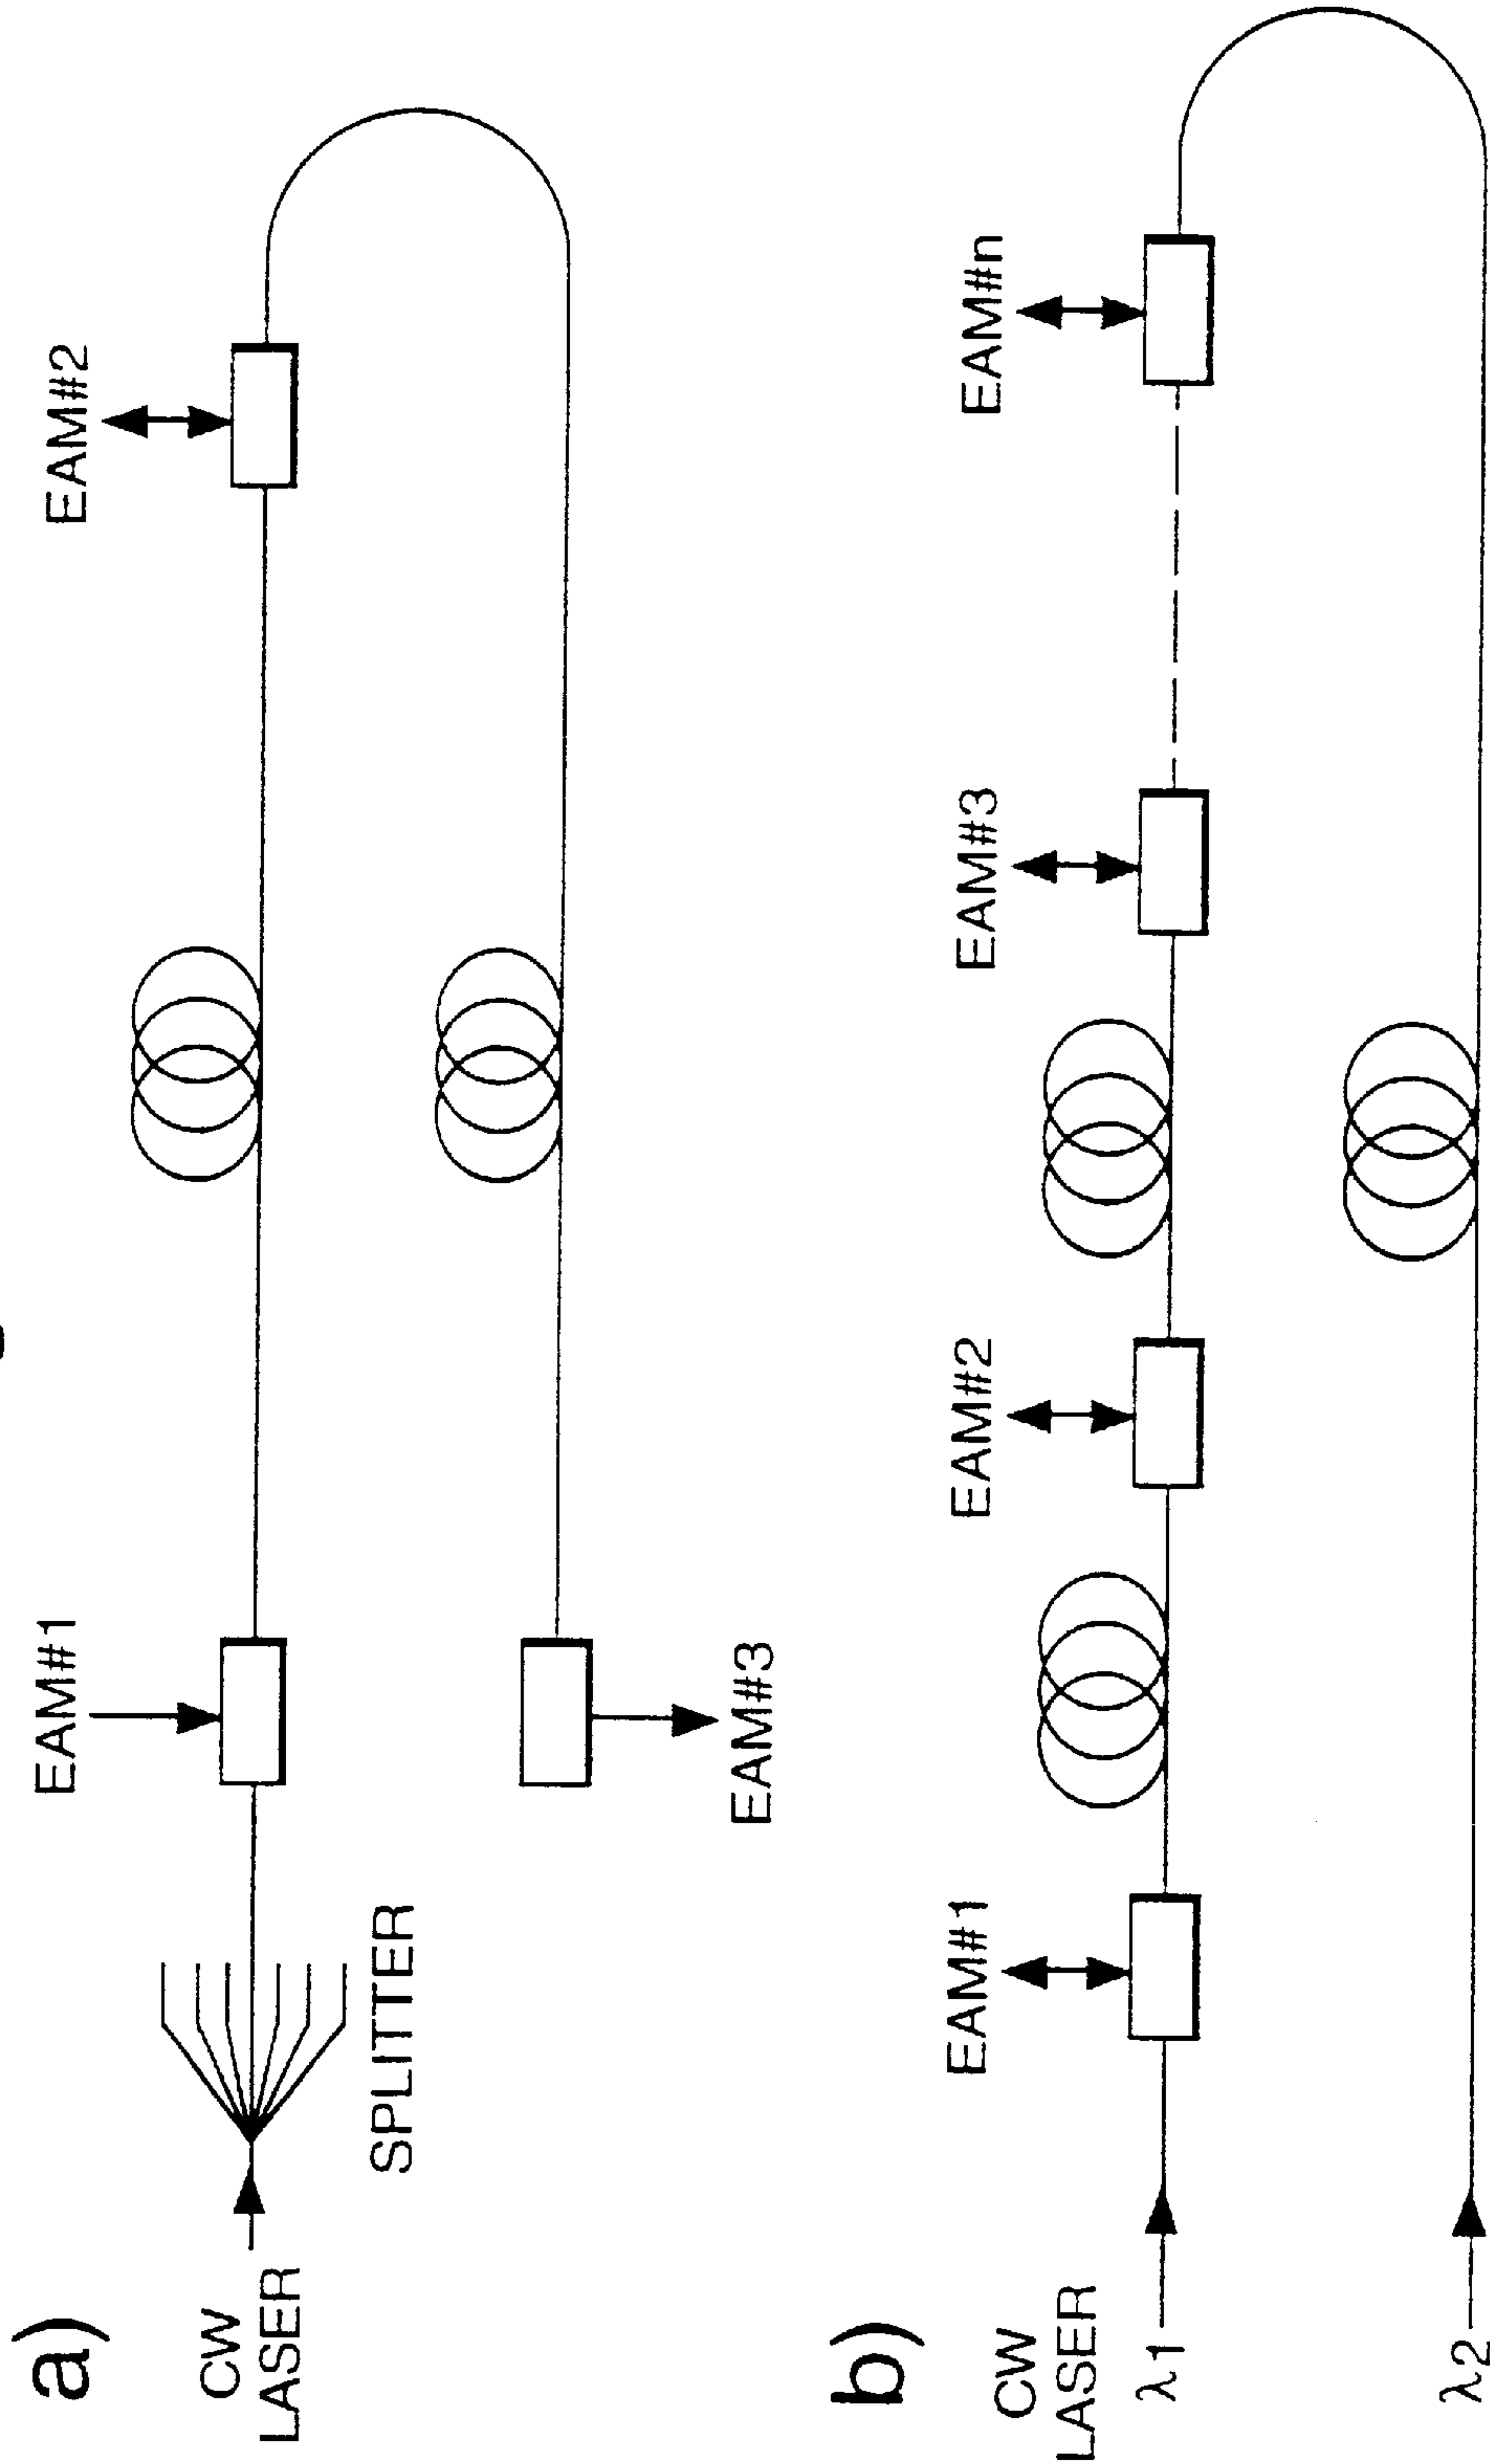 a)
EAM#1
EAM#2
CW
LASER
SPLITTER
EAM#3
b)
EAM#1
EAM#2
EAM#3
EAM#n
CW
LASER
λ1
λ2